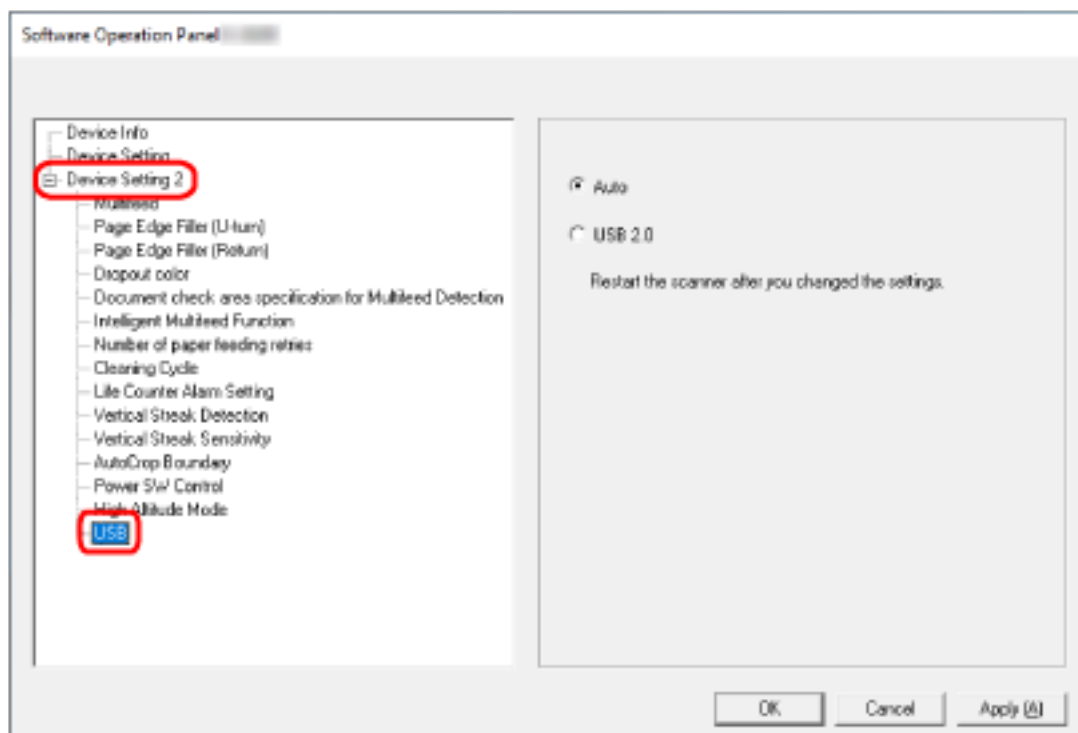 Software Operation Panel
Device Info
Device Setting
Device Setting 2
Multifeed
Page Edge Filler (U-turn)
Page Edge Filler (Return)
Dropout color
Document check area specification for Multifeed Detection
Intelligent Multifeed Function
Number of paper feeding retries
Cleaning Cycle
Life Counter Alarm Setting
Vertical Streak Detection
Vertical Streak Sensitivity
AutoCrop Boundary
Power SW Control
High Altitude Mode
USB
Auto
USB 2.0
Restart the scanner after you changed the settings.
OK
Cancel
Apply (A)